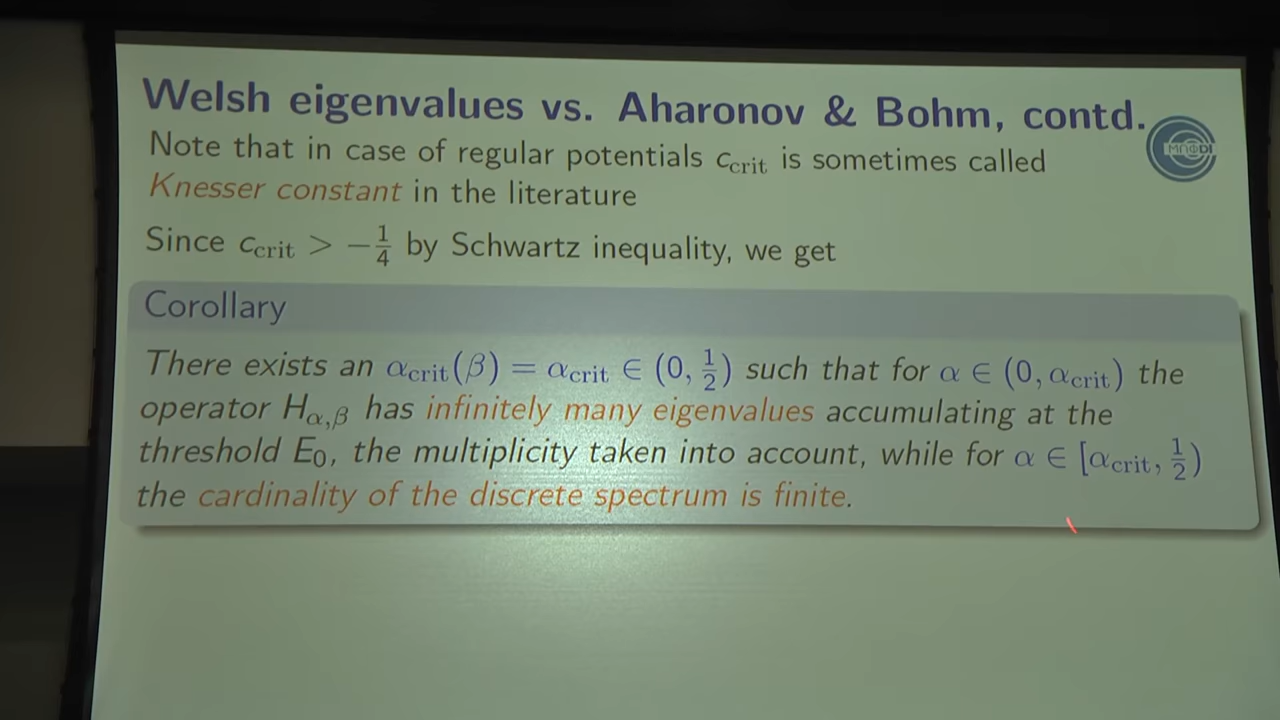 Welsh eigenvalues vs. Aharonov & Bohm, contd.
Note that in case of regular potentials c_crit is sometimes called
Knesser constant in the literature
Since c_crit > −1/4 by Schwartz inequality, we get
Corollary
There exists an α_crit(β) = α_crit ∈ (0, 1/2) such that for α ∈ (0, α_crit) the
operator H_α,β has infinitely many eigenvalues accumulating at the
threshold E₀, the multiplicity taken into account, while for α ∈ [α_crit, 1/2)
the cardinality of the discrete spectrum is finite.